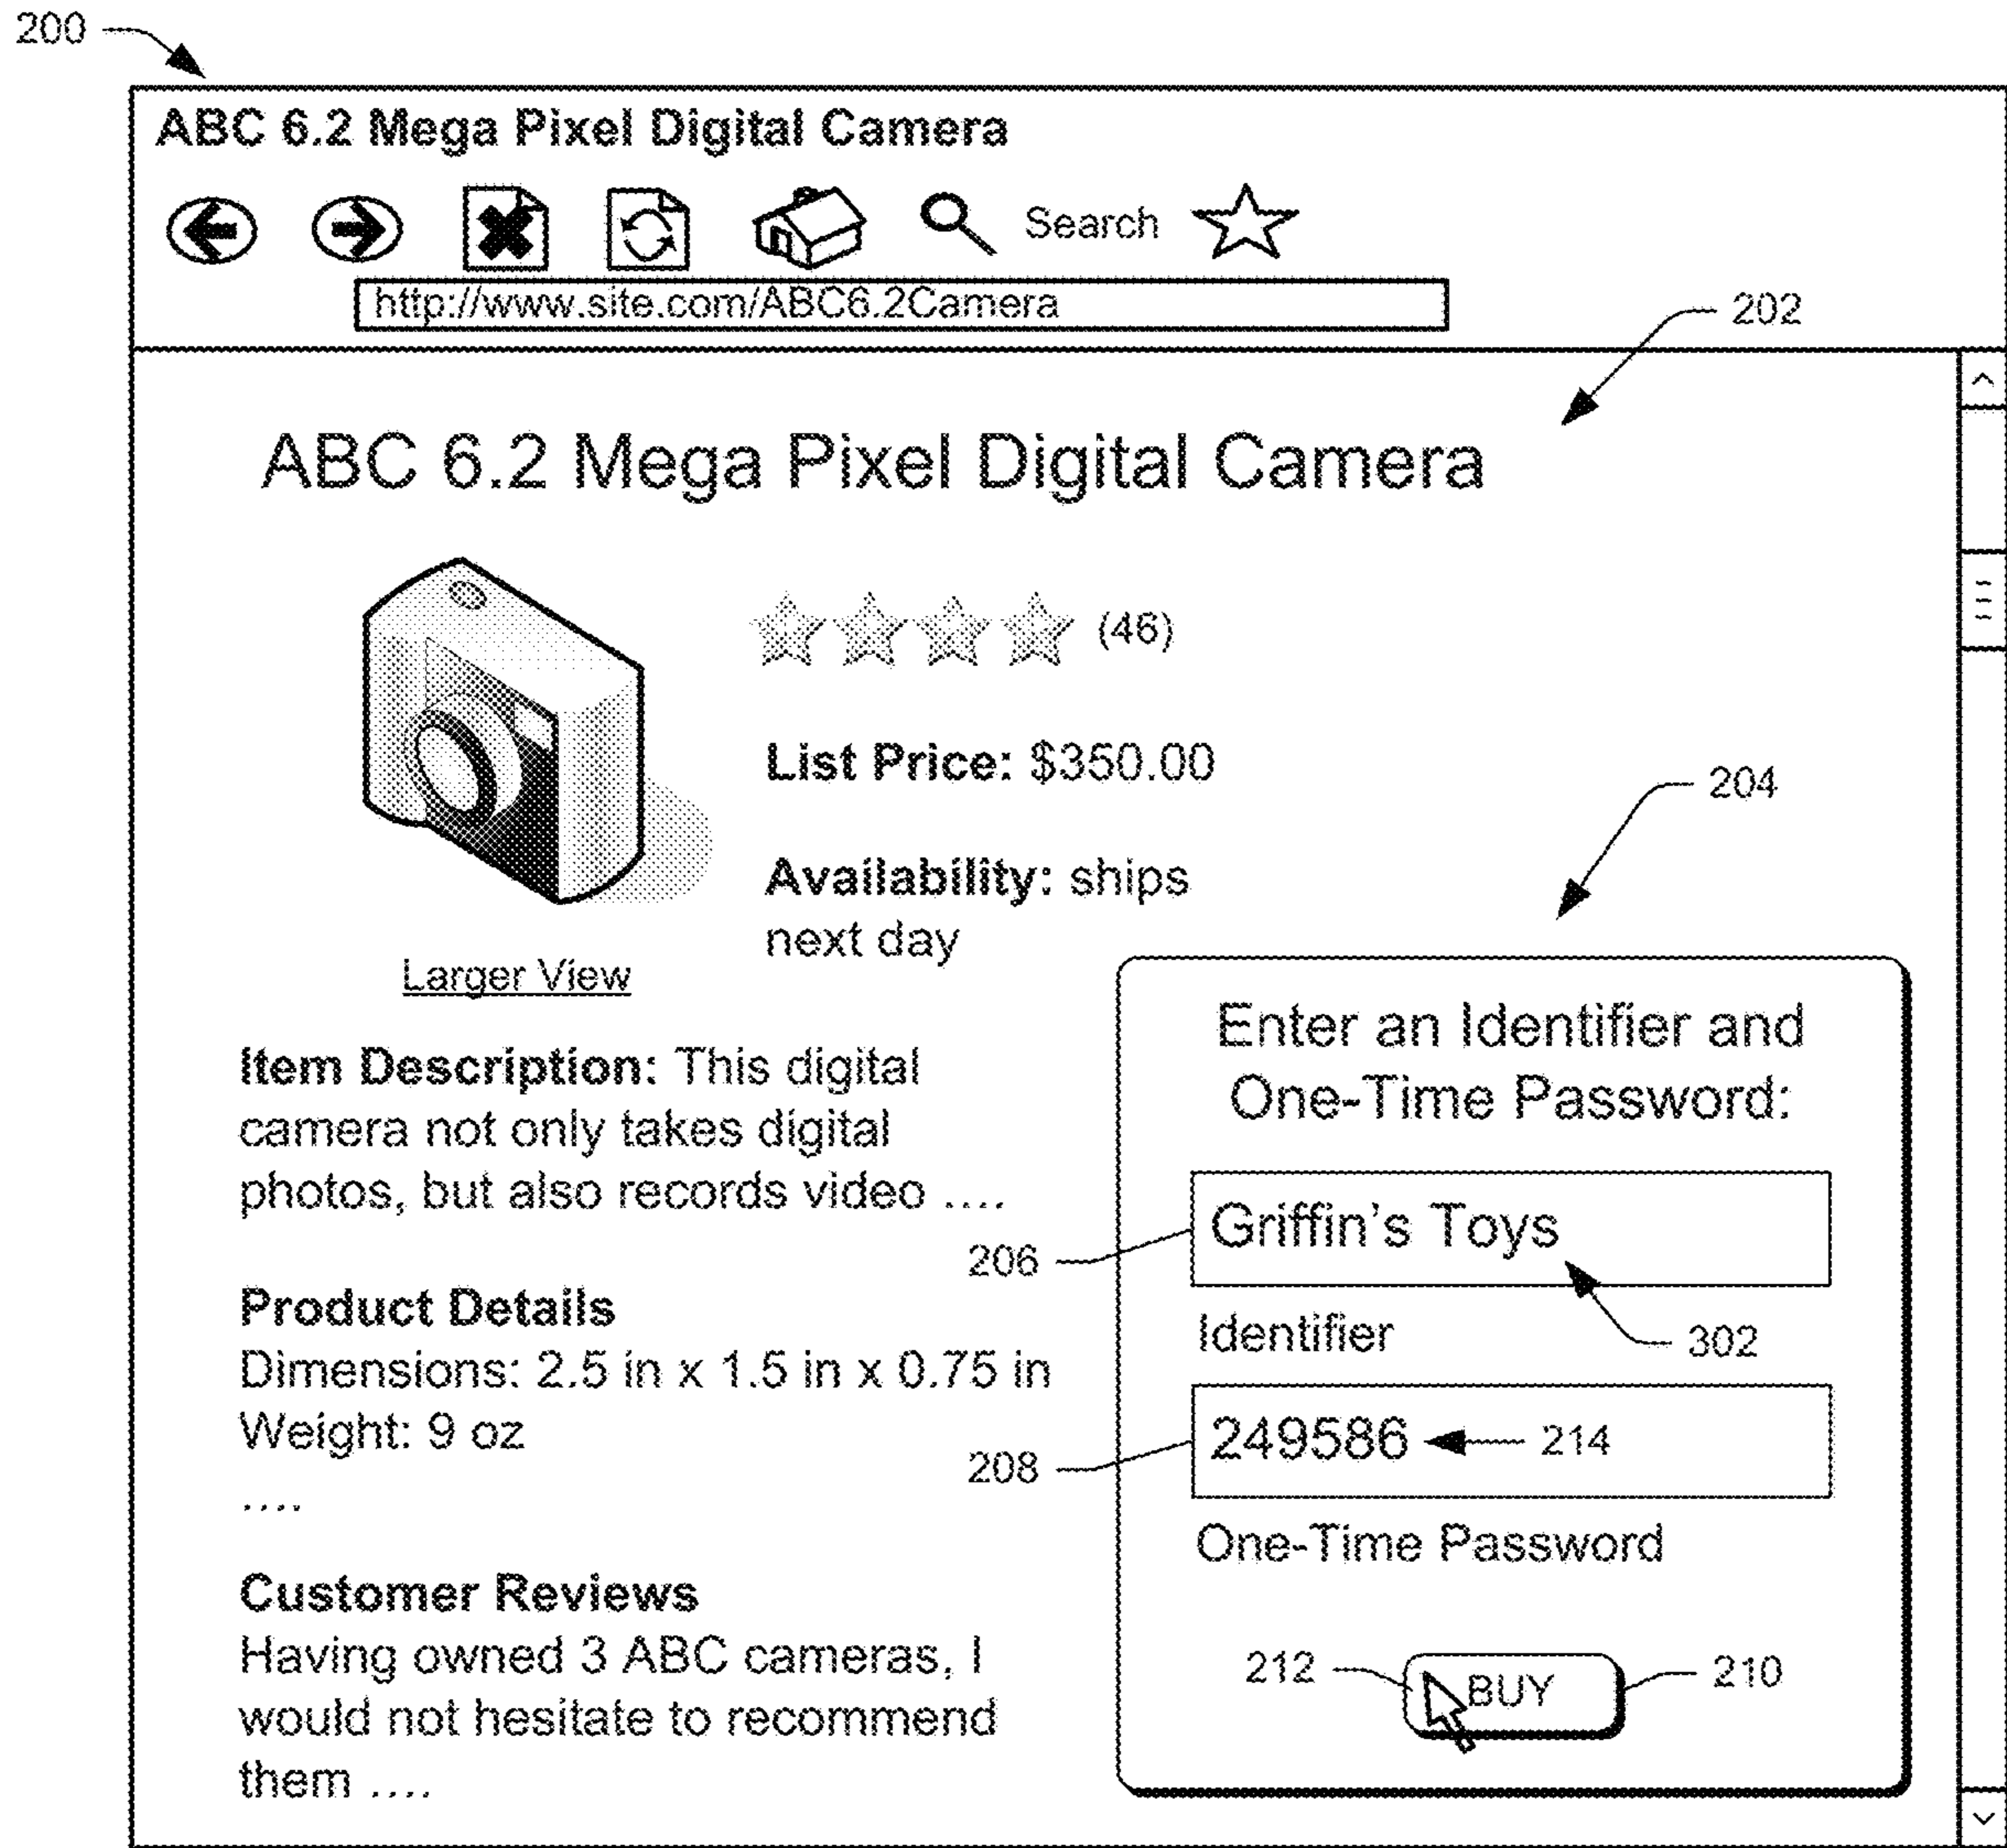 200
ABC 6.2 Mega Pixel Digital Camera
Search
http://www.site.com/ABC6.2Camera
202
ABC 6.2 Mega Pixel Digital Camera
(46)
List Price: $350.00
204
Availability: ships
next day
Larger View
Item Description: This digital
camera not only takes digital
photos, but also records video ....
Product Details
Dimensions: 2.5 in x 1.5 in x 0.75 in
Weight: 9 oz
....
Customer Reviews
Having owned 3 ABC cameras, I
would not hesitate to recommend
them ....
Enter an Identifier and
One-Time Password:
206
Griffin's Toys
Identifier
302
208
249586
214
One-Time Password
212
BUY
210